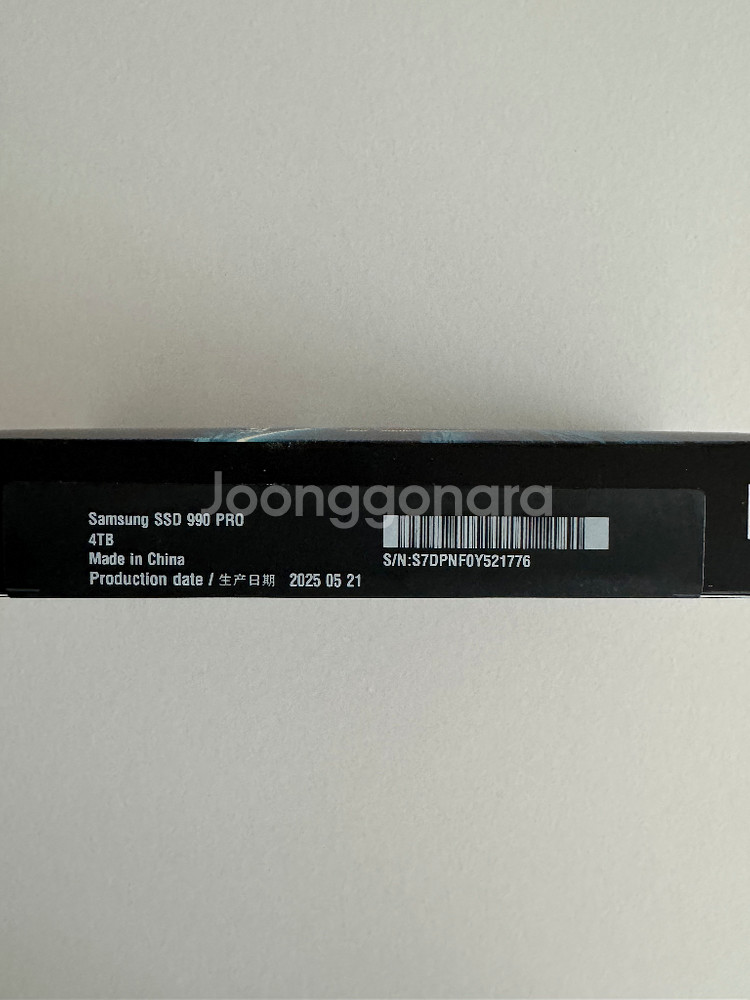 Joonggonara
Samsung SSD 990 PRO
4TB
Made in China
Production date / 生产日期 2025 05 21
S/N:S7DPNF0Y521776